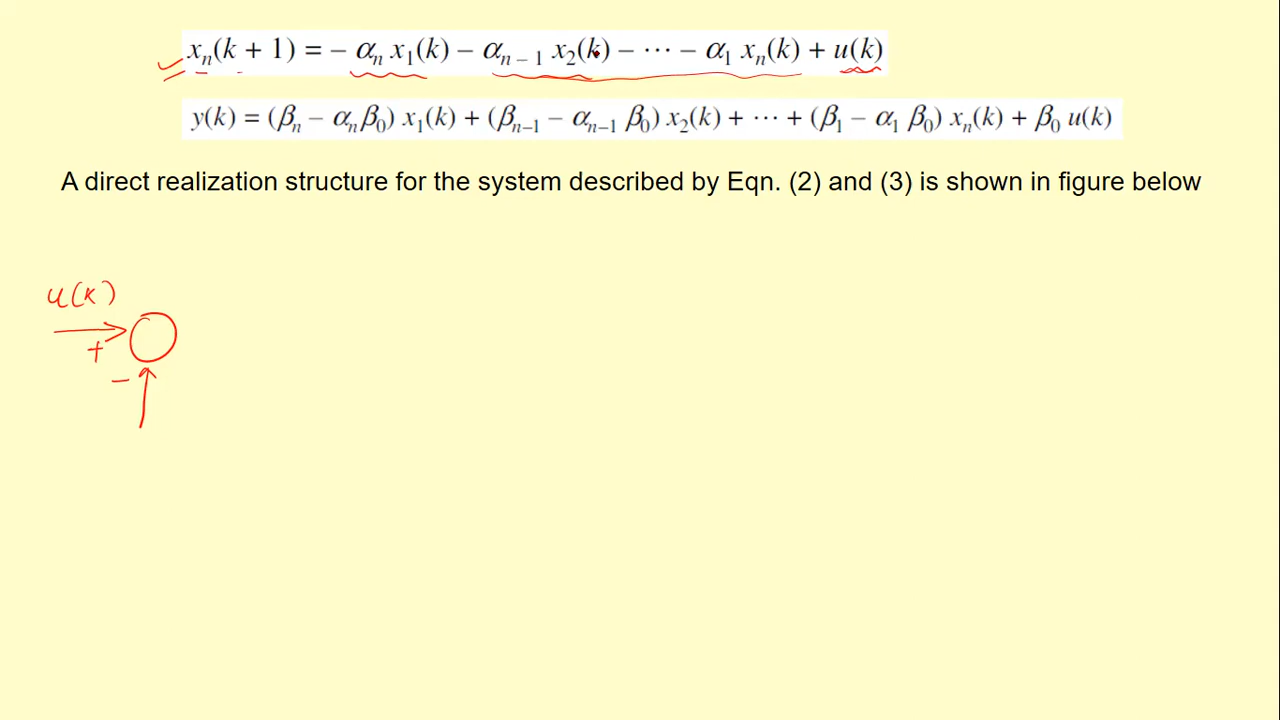 xₙ(k + 1) = − αₙ x₁(k) − αₙ₋₁ x₂(k) − ⋯ − α₁ xₙ(k) + u(k)
y(k) = (βₙ − αₙβ₀) x₁(k) + (βₙ₋₁ − αₙ₋₁ β₀) x₂(k) + ⋯ + (β₁ − α₁ β₀) xₙ(k) + β₀ u(k)
A direct realization structure for the system described by Eqn. (2) and (3) is shown in figure below
u(k)
+
−